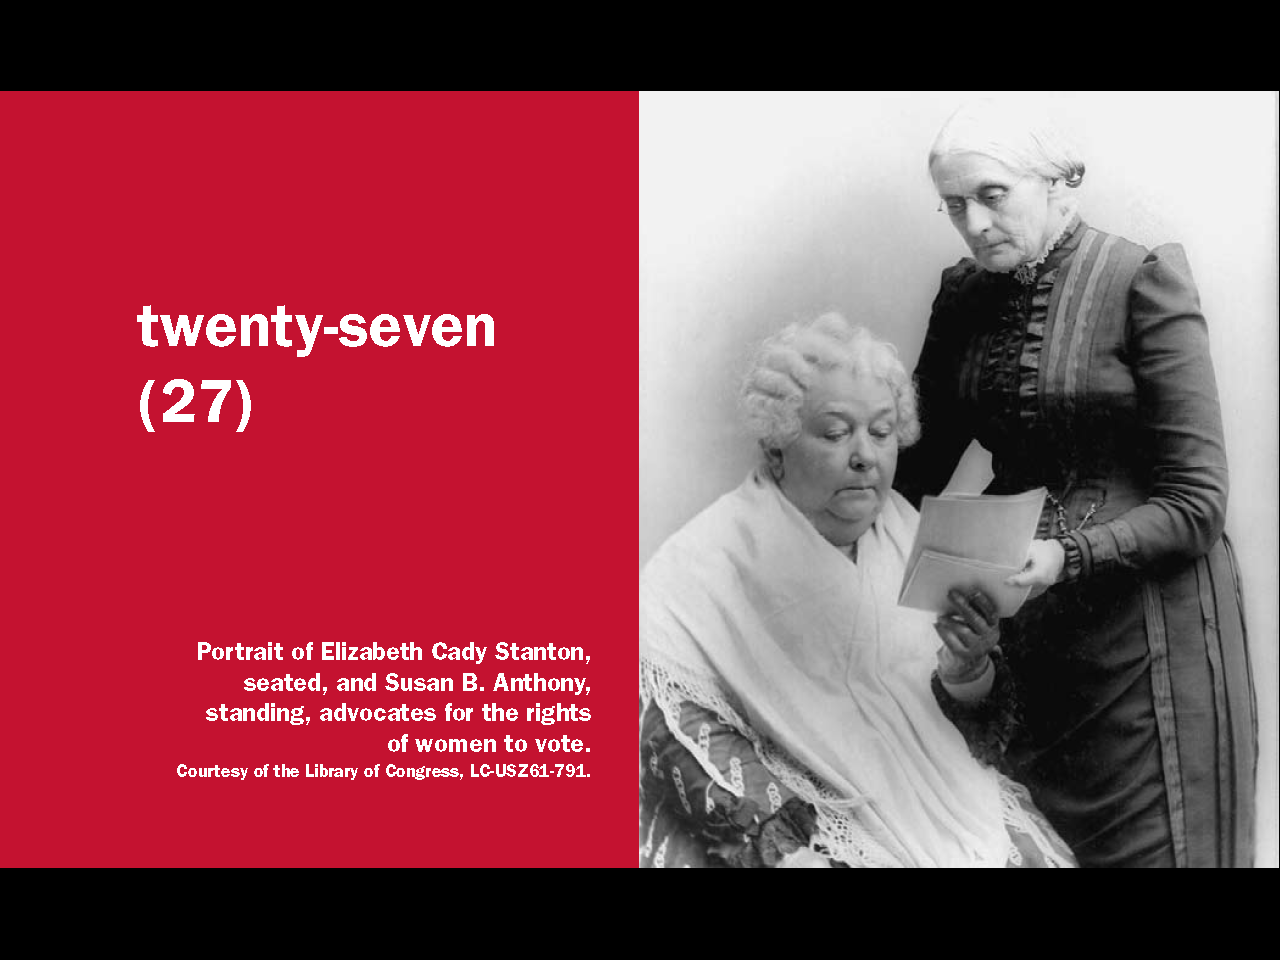 twenty-seven
(27)
Portrait of Elizabeth Cady Stanton,
seated, and Susan B. Anthony,
standing, advocates for the rights
of women to vote.
Courtesy of the Library of Congress, LC-USZ61-791.